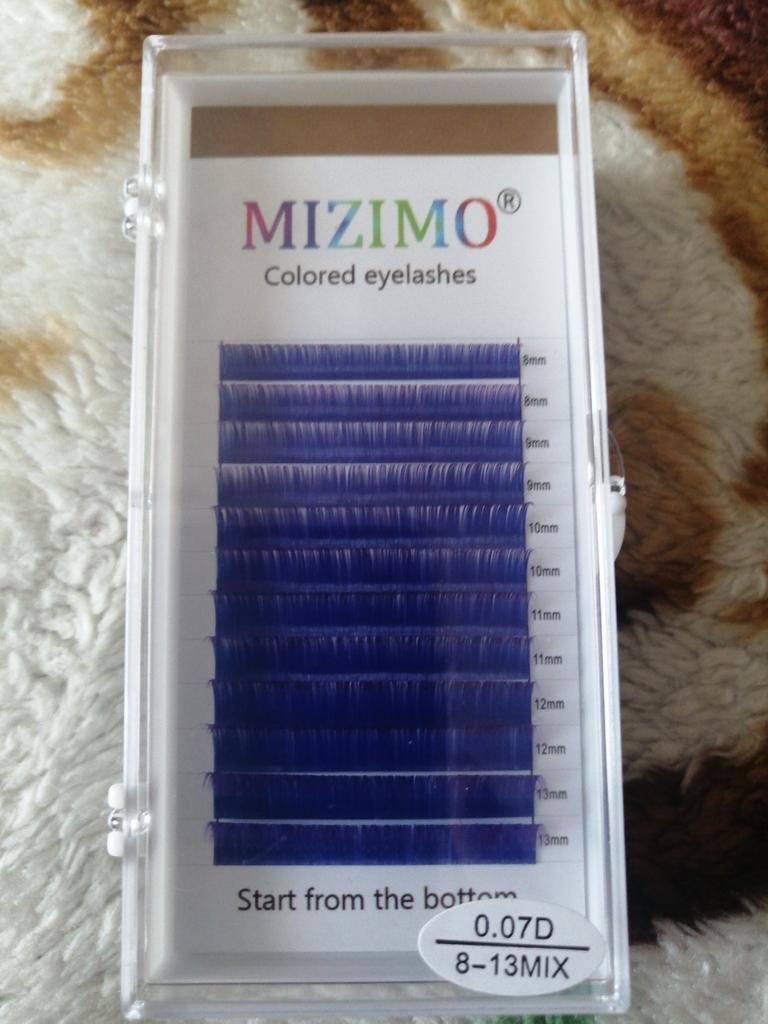 MIZIMO®
Colored eyelashes
8mm
8mm
9mm
9mm
10mm
10mm
11mm
11mm
12mm
12mm
13mm
13mm
Start from the bottom
0.07D
8-13MIX